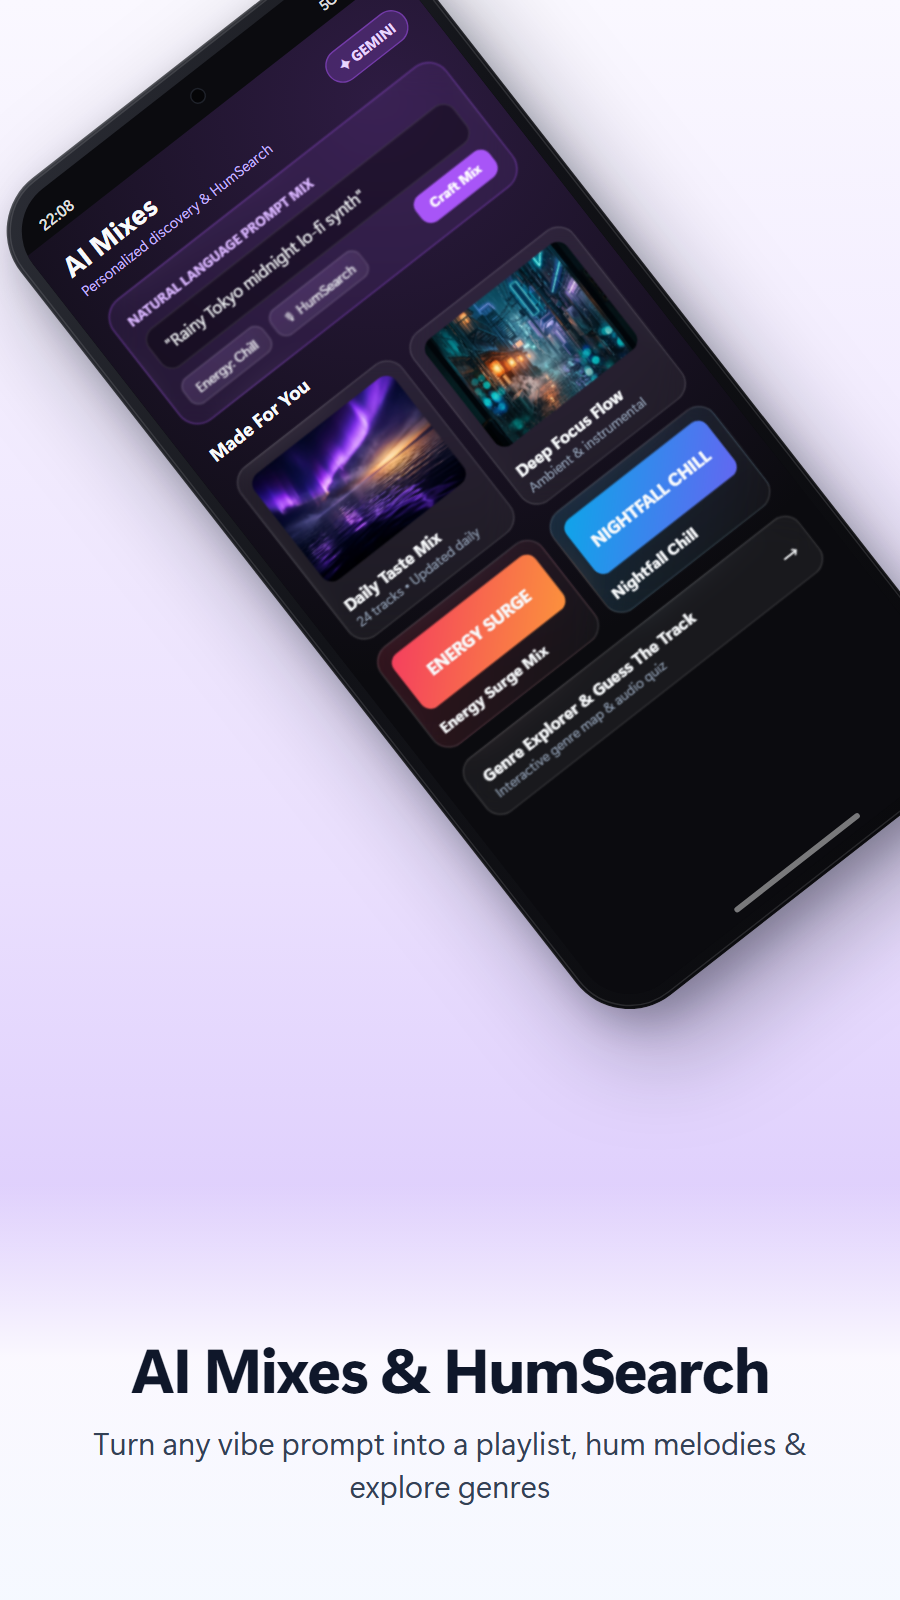 22:08
5G
✦ GEMINI
AI Mixes
Personalized discovery & HumSearch
NATURAL LANGUAGE PROMPT MIX
"Rainy Tokyo midnight lo-fi synth"
Energy: Chill
HumSearch
Craft Mix
Made For You
Daily Taste Mix
24 tracks • Updated daily
Deep Focus Flow
Ambient & instrumental
ENERGY SURGE
Energy Surge Mix
NIGHTFALL CHILL
Nightfall Chill
Genre Explorer & Guess The Track
Interactive genre map & audio quiz
→
AI Mixes & HumSearch
Turn any vibe prompt into a playlist, hum melodies &
explore genres